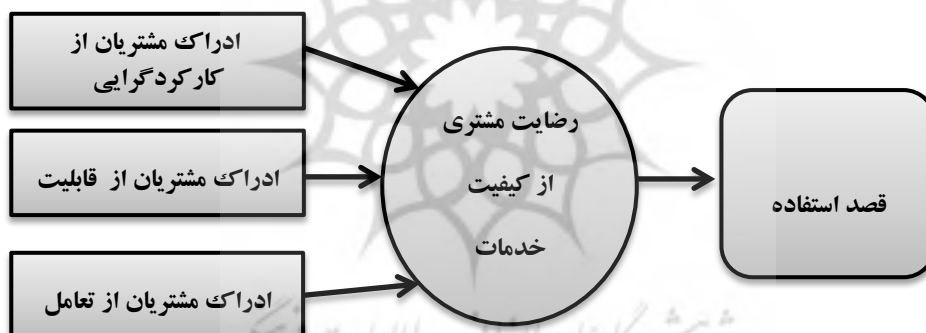 ادراک مشتریان از
کارکردگرایی
ادراک مشتریان از قابلیت
ادراک مشتریان از تعامل
رضایت مشتری
از کیفیت
خدمات
قصد استفاده